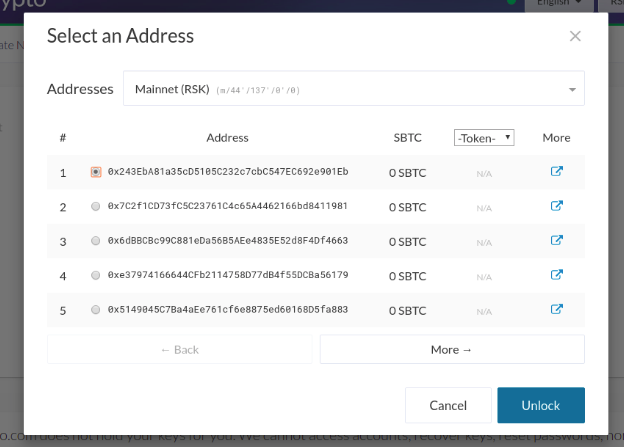 ypto
English
RS
ate N
Select an Address
Addresses Mainnet (RSK) (m/44'/137'/0'/0)
# Address SBTC -Token- More
1 0x243EbA81a35cD5105C232c7cbC547EC692e901Eb 0 SBTC N/A
2 0x7C2f1CD73fC5C23761C4c65A4462166bd8411981 0 SBTC N/A
3 0x6dBBCBc99C881eDa56B5AEe4835E52d8F4Df4663 0 SBTC N/A
4 0xe37974166644CFb2114758D77dB4f55DCBa56179 0 SBTC N/A
5 0x5149045C7Ba4aEe761cf6e8875ed60168D5fa883 0 SBTC N/A
← Back More →
Cancel Unlock
o.com does not hold your keys for you. We cannot access accounts, recover keys, reset passwords, nor